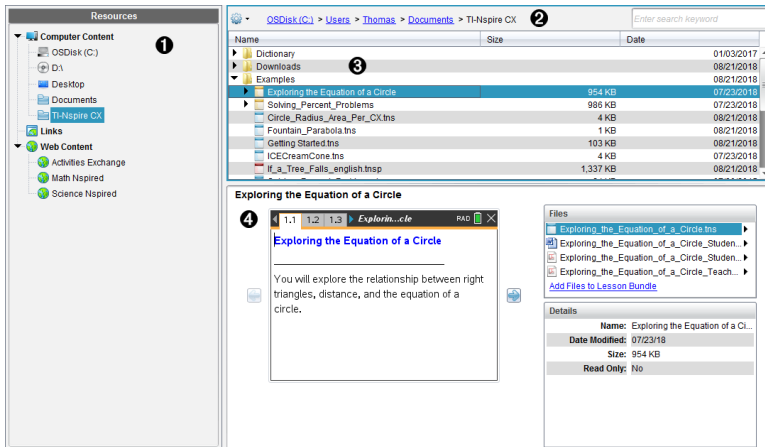 Resources
Computer Content
❶
OSDisk (C:)
D:\
Desktop
Documents
TI-Nspire CX
Links
Web Content
Activities Exchange
Math Nspired
Science Nspired
OSDisk (C:) > Users > Thomas > Documents > TI-Nspire CX ❷
Enter search keyword
Name Size Date
Dictionary 01/03/2017
Downloads 08/21/2018
❸
Examples 08/21/2018
Exploring the Equation of a Circle 954 KB 07/23/2018
Solving_Percent_Problems 986 KB 07/23/2018
Circle_Radius_Area_Per_CX.tns 4 KB 08/21/2018
Fountain_Parabola.tns 1 KB 08/21/2018
Getting Started.tns 103 KB 08/21/2018
ICECreamCone.tns 4 KB 07/23/2018
If_a_Tree_Falls_english.tnsp 1,337 KB 08/21/2018
Exploring the Equation of a Circle
❹
1.1 1.2 1.3 Explorin...cle RAD
Exploring the Equation of a Circle
You will explore the relationship between right
triangles, distance, and the equation of a
circle.
Files
Exploring_the_Equation_of_a_Circle.tns
Exploring_the_Equation_of_a_Circle_Studen...
Exploring_the_Equation_of_a_Circle_Studen...
Exploring_the_Equation_of_a_Circle_Teach...
Add Files to Lesson Bundle
Details
Name: Exploring the Equation of a Ci...
Date Modified: 07/23/18
Size: 954 KB
Read Only: No